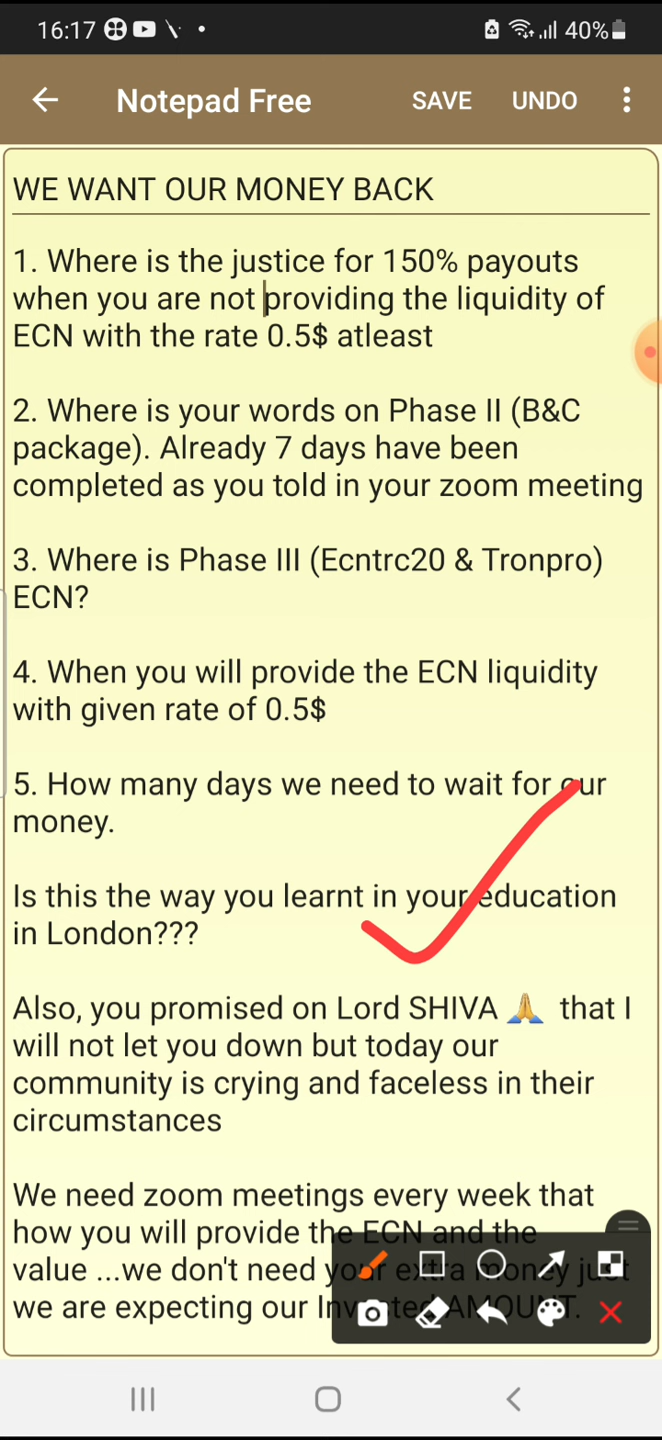 16:17 40%
Notepad Free SAVE UNDO
WE WANT OUR MONEY BACK
1. Where is the justice for 150% payouts
when you are not providing the liquidity of
ECN with the rate 0.5$ atleast
2. Where is your words on Phase II (B&C
package). Already 7 days have been
completed as you told in your zoom meeting
3. Where is Phase III (Ecntrc20 & Tronpro)
ECN?
4. When you will provide the ECN liquidity
with given rate of 0.5$
5. How many days we need to wait for our
money.
Is this the way you learnt in your education
in London???
Also, you promised on Lord SHIVA 🙏 that I
will not let you down but today our
community is crying and faceless in their
circumstances
We need zoom meetings every week that
how you will provide the ECN and the
value ...we don't need your extra money just
we are expecting our Invested AMOUNT.